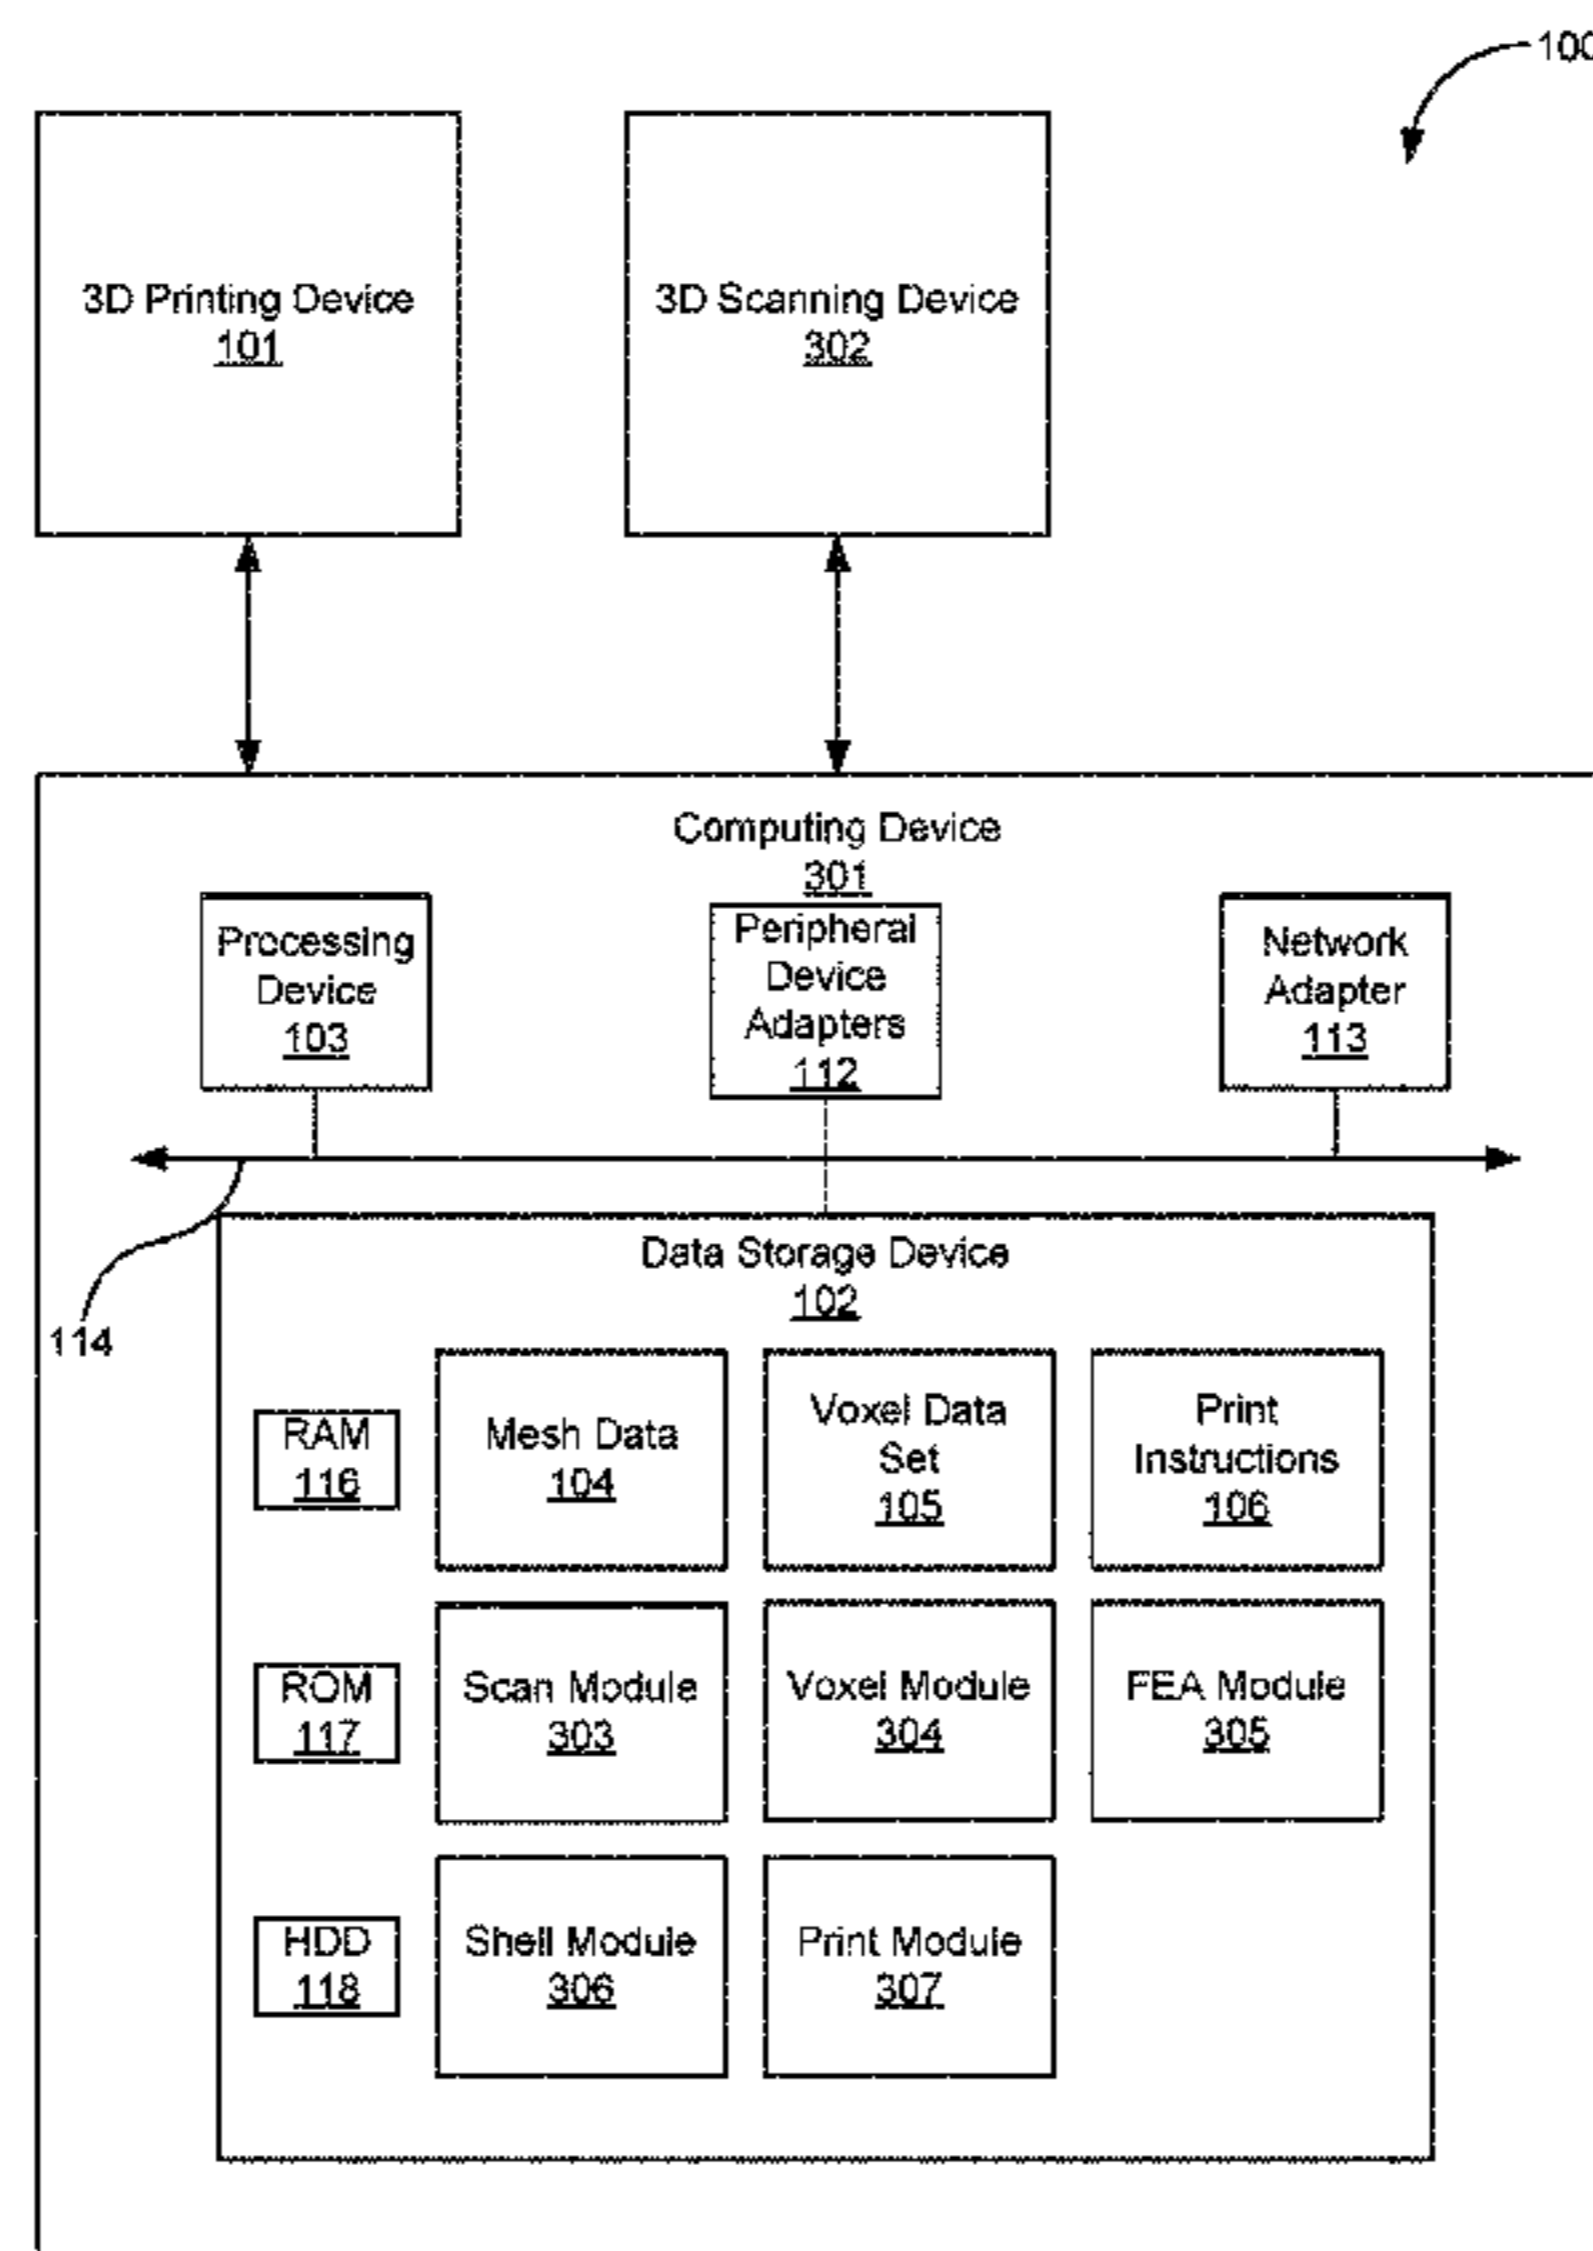 100
3D Printing Device
101
3D Scanning Device
302
Computing Device
301
Processing
Device
103
Peripheral
Device
Adapters
112
Network
Adapter
113
114
Data Storage Device
102
RAM
116
Mesh Data
104
Voxel Data
Set
105
Print
Instructions
106
ROM
117
Scan Module
303
Voxel Module
304
FEA Module
305
HDD
118
Shell Module
306
Print Module
307